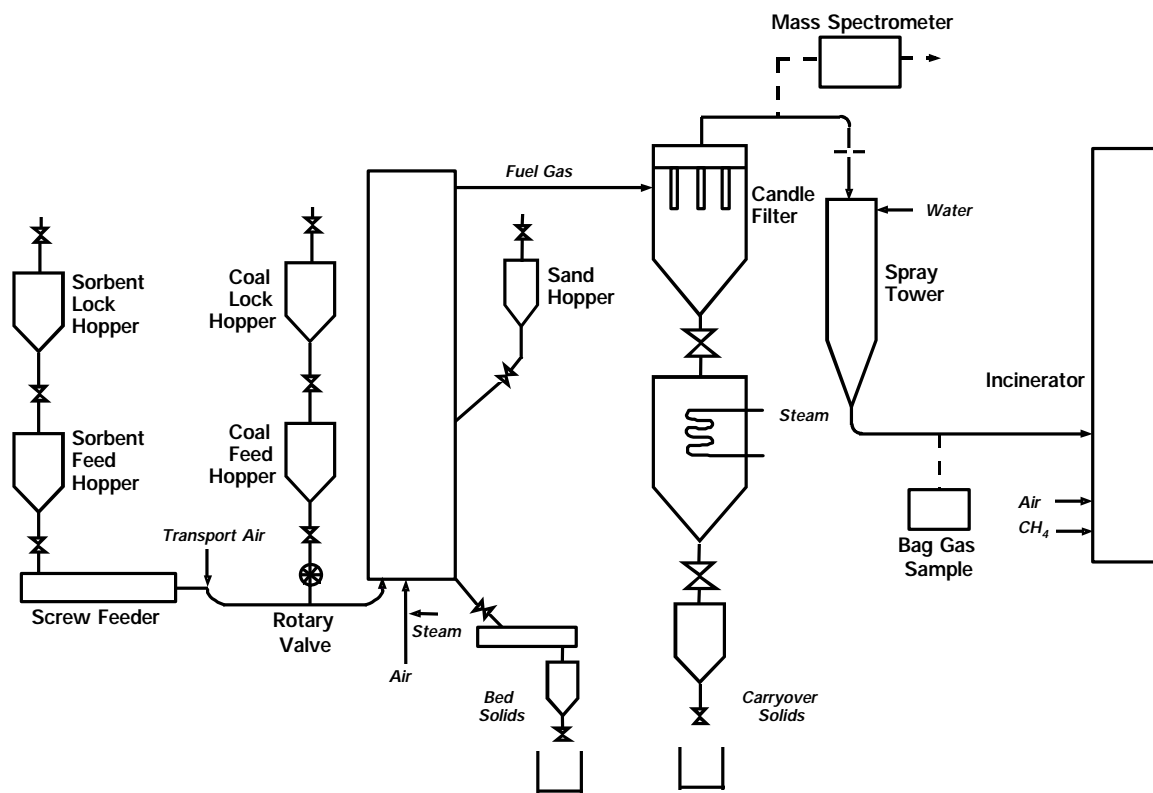 Mass Spectrometer
Fuel Gas
Candle
Filter
Water
Spray
Tower
Sorbent
Lock
Hopper
Coal
Lock
Hopper
Sand
Hopper
Incinerator
Steam
Sorbent
Feed
Hopper
Coal
Feed
Hopper
Transport Air
Air
CH4
Bag Gas
Sample
Screw Feeder
Rotary
Valve
Steam
Air
Bed
Solids
Carryover
Solids